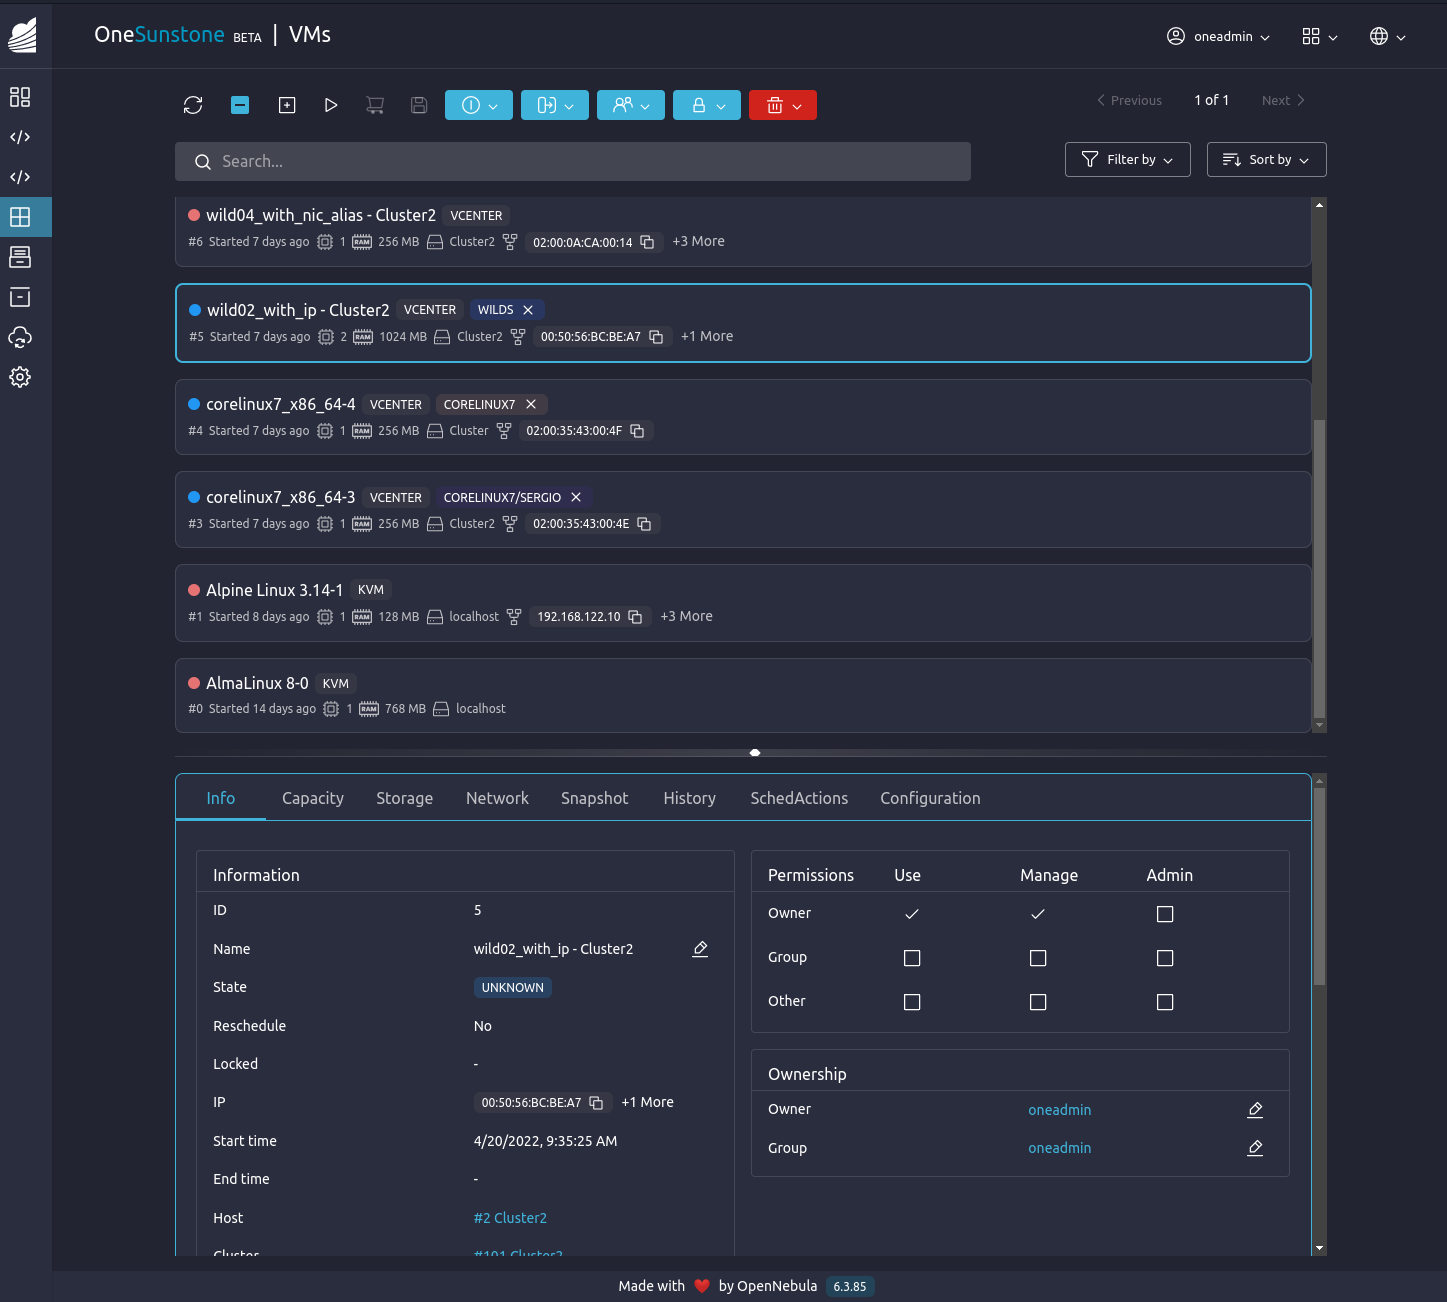 OneSunstone BETA | VMs
oneadmin
Previous 1 of 1 Next
Search...
Filter by
Sort by
wild04_with_nic_alias - Cluster2 VCENTER
#6 Started 7 days ago 1 RAM 256 MB Cluster2 02:00:0A:CA:00:14 +3 More
wild02_with_ip - Cluster2 VCENTER WILDS
#5 Started 7 days ago 2 RAM 1024 MB Cluster2 00:50:56:BC:BE:A7 +1 More
corelinux7_x86_64-4 VCENTER CORELINUX7
#4 Started 7 days ago 1 RAM 256 MB Cluster 02:00:35:43:00:4F
corelinux7_x86_64-3 VCENTER CORELINUX7/SERGIO
#3 Started 7 days ago 1 RAM 256 MB Cluster2 02:00:35:43:00:4E
Alpine Linux 3.14-1 KVM
#1 Started 8 days ago 1 RAM 128 MB localhost 192.168.122.10 +3 More
AlmaLinux 8-0 KVM
#0 Started 14 days ago 1 RAM 768 MB localhost
Info Capacity Storage Network Snapshot History SchedActions Configuration
Information
ID 5
Name wild02_with_ip - Cluster2
State UNKNOWN
Reschedule No
Locked -
IP 00:50:56:BC:BE:A7 +1 More
Start time 4/20/2022, 9:35:25 AM
End time -
Host #2 Cluster2
Cluster #101 Cluster2
Permissions Use Manage Admin
Owner
Group
Other
Ownership
Owner oneadmin
Group oneadmin
Made with ❤️ by OpenNebula 6.3.85